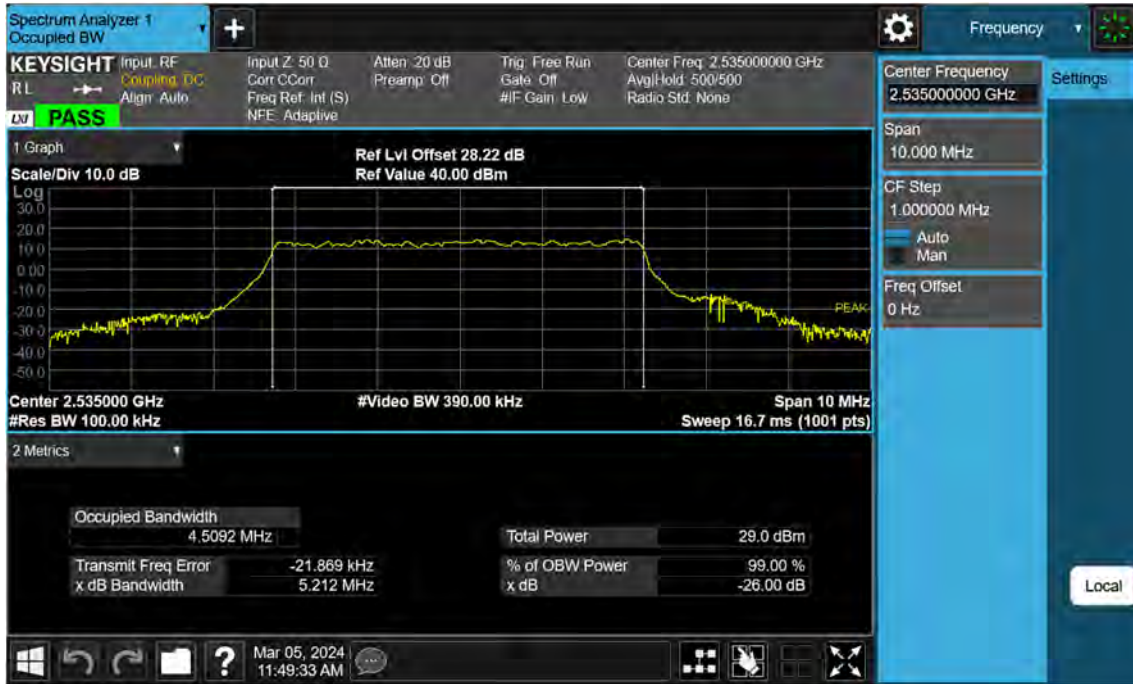 Spectrum Analyzer 1
Occupied BW
+
Frequency
KEYSIGHT
RL
LXI
PASS
Input: RF
Coupling: DC
Align: Auto
Input Z: 50 Ω
Corr CCorr
Freq Ref: Int (S)
NFE: Adaptive
Atten: 20 dB
Preamp: Off
Trig: Free Run
Gate: Off
#IF Gain: Low
Center Freq: 2.535000000 GHz
Avg|Hold: 500/500
Radio Std: None
Center Frequency
2.535000000 GHz
Settings
Span
10.000 MHz
CF Step
1.000000 MHz
Auto
Man
Freq Offset
0 Hz
Local
1 Graph
Scale/Div 10.0 dB
Ref Lvl Offset 28.22 dB
Ref Value 40.00 dBm
Log
30.0
20.0
10.0
0.00
-10.0
-20.0
-30.0
-40.0
-50.0
PEAK
Center 2.535000 GHz
#Video BW 390.00 kHz
Span 10 MHz
#Res BW 100.00 kHz
Sweep 16.7 ms (1001 pts)
2 Metrics
Occupied Bandwidth
4.5092 MHz
Total Power 29.0 dBm
Transmit Freq Error -21.869 kHz
% of OBW Power 99.00 %
x dB Bandwidth 5.212 MHz
x dB -26.00 dB
?
Mar 05, 2024
11:49:33 AM